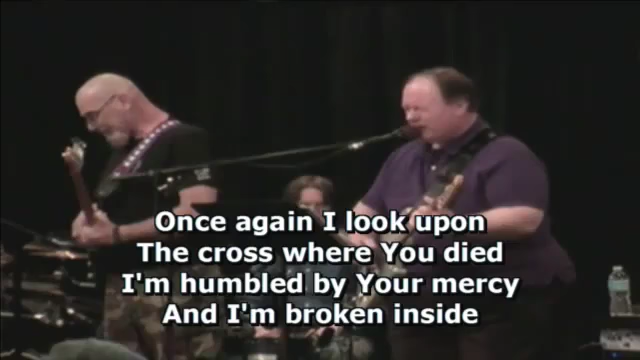 Once again I look upon
The cross where You died
I'm humbled by Your mercy
And I'm broken inside